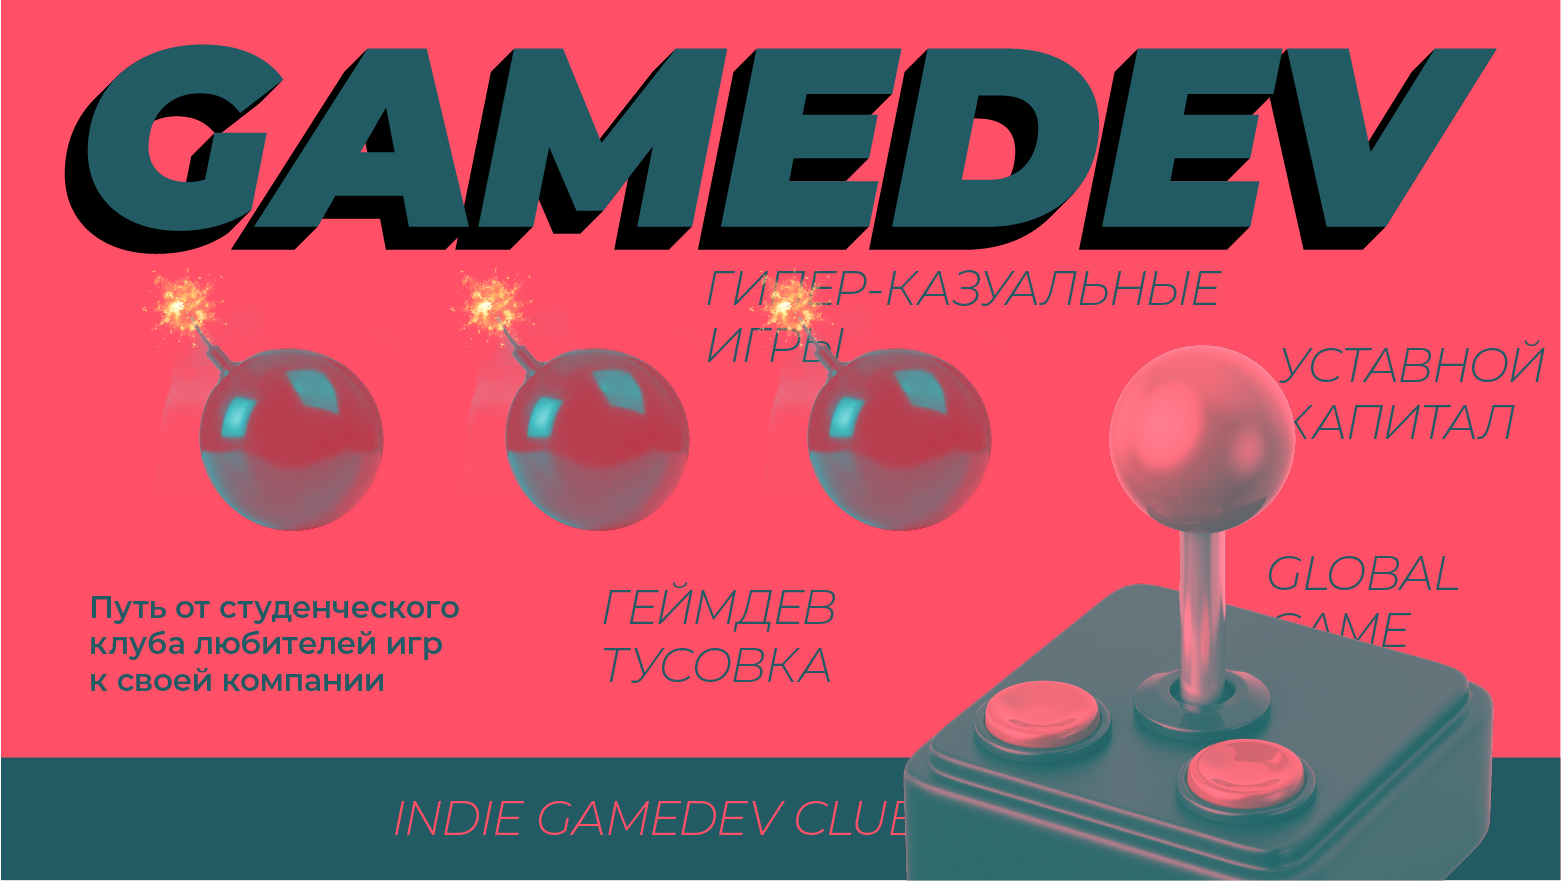 GAMEDEV
ГИПЕР-КАЗУАЛЬНЫЕ
ИГРЫ
УСТАВНОЙ
КАПИТАЛ
GLOBAL
GAME
Путь от студенческого
клуба любителей игр
к своей компании
ГЕЙМДЕВ
ТУСОВКА
INDIE GAMEDEV CLUB